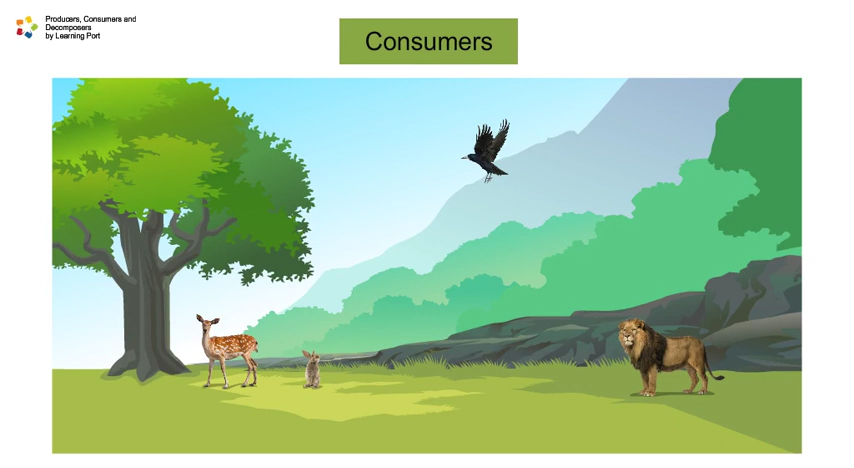 Producers, Consumers and
Decomposers
by Learning Port
Consumers